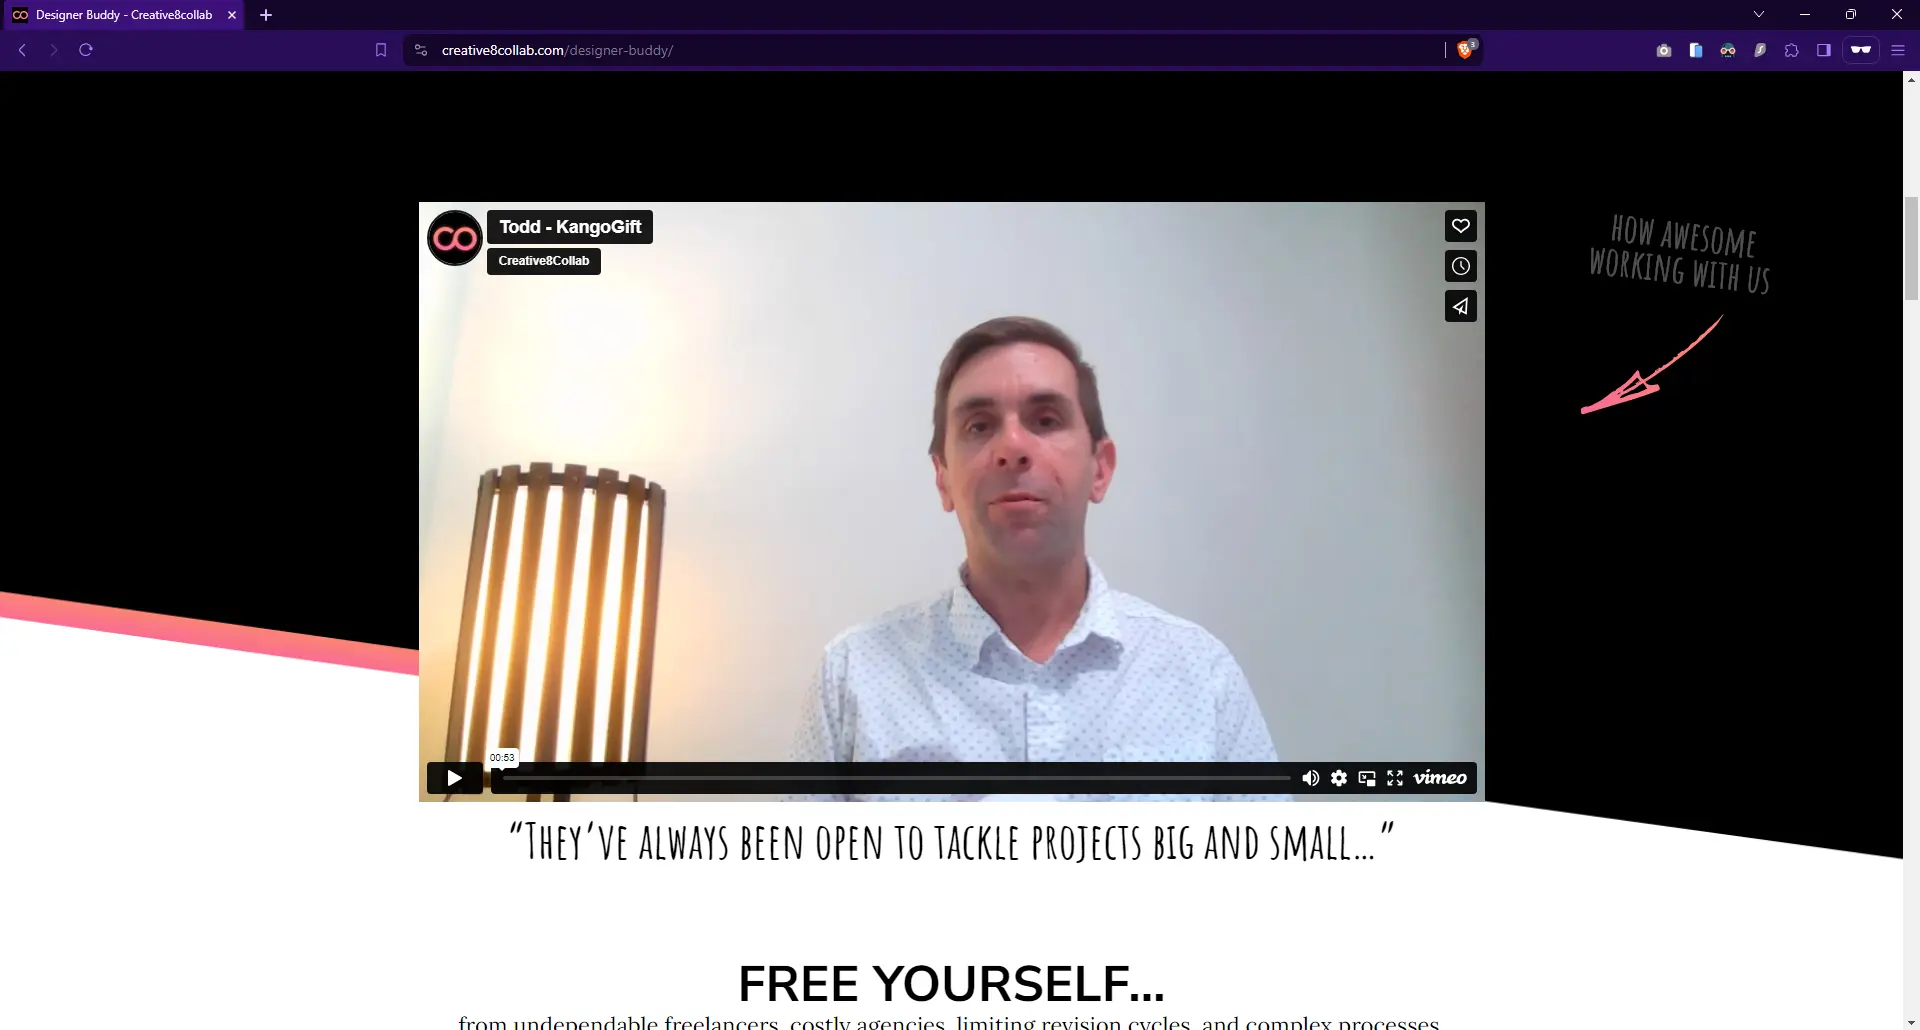 Designer Buddy - Creative8collab
creative8collab.com/designer-buddy/
3
CO
Todd - KangoGift
Creative8Collab
HOW AWESOME
WORKING WITH US
00:53
vimeo
“THEY’VE ALWAYS BEEN OPEN TO TACKLE PROJECTS BIG AND SMALL...”
FREE YOURSELF...
from undependable freelancers, costly agencies, limiting revision cycles, and complex processes